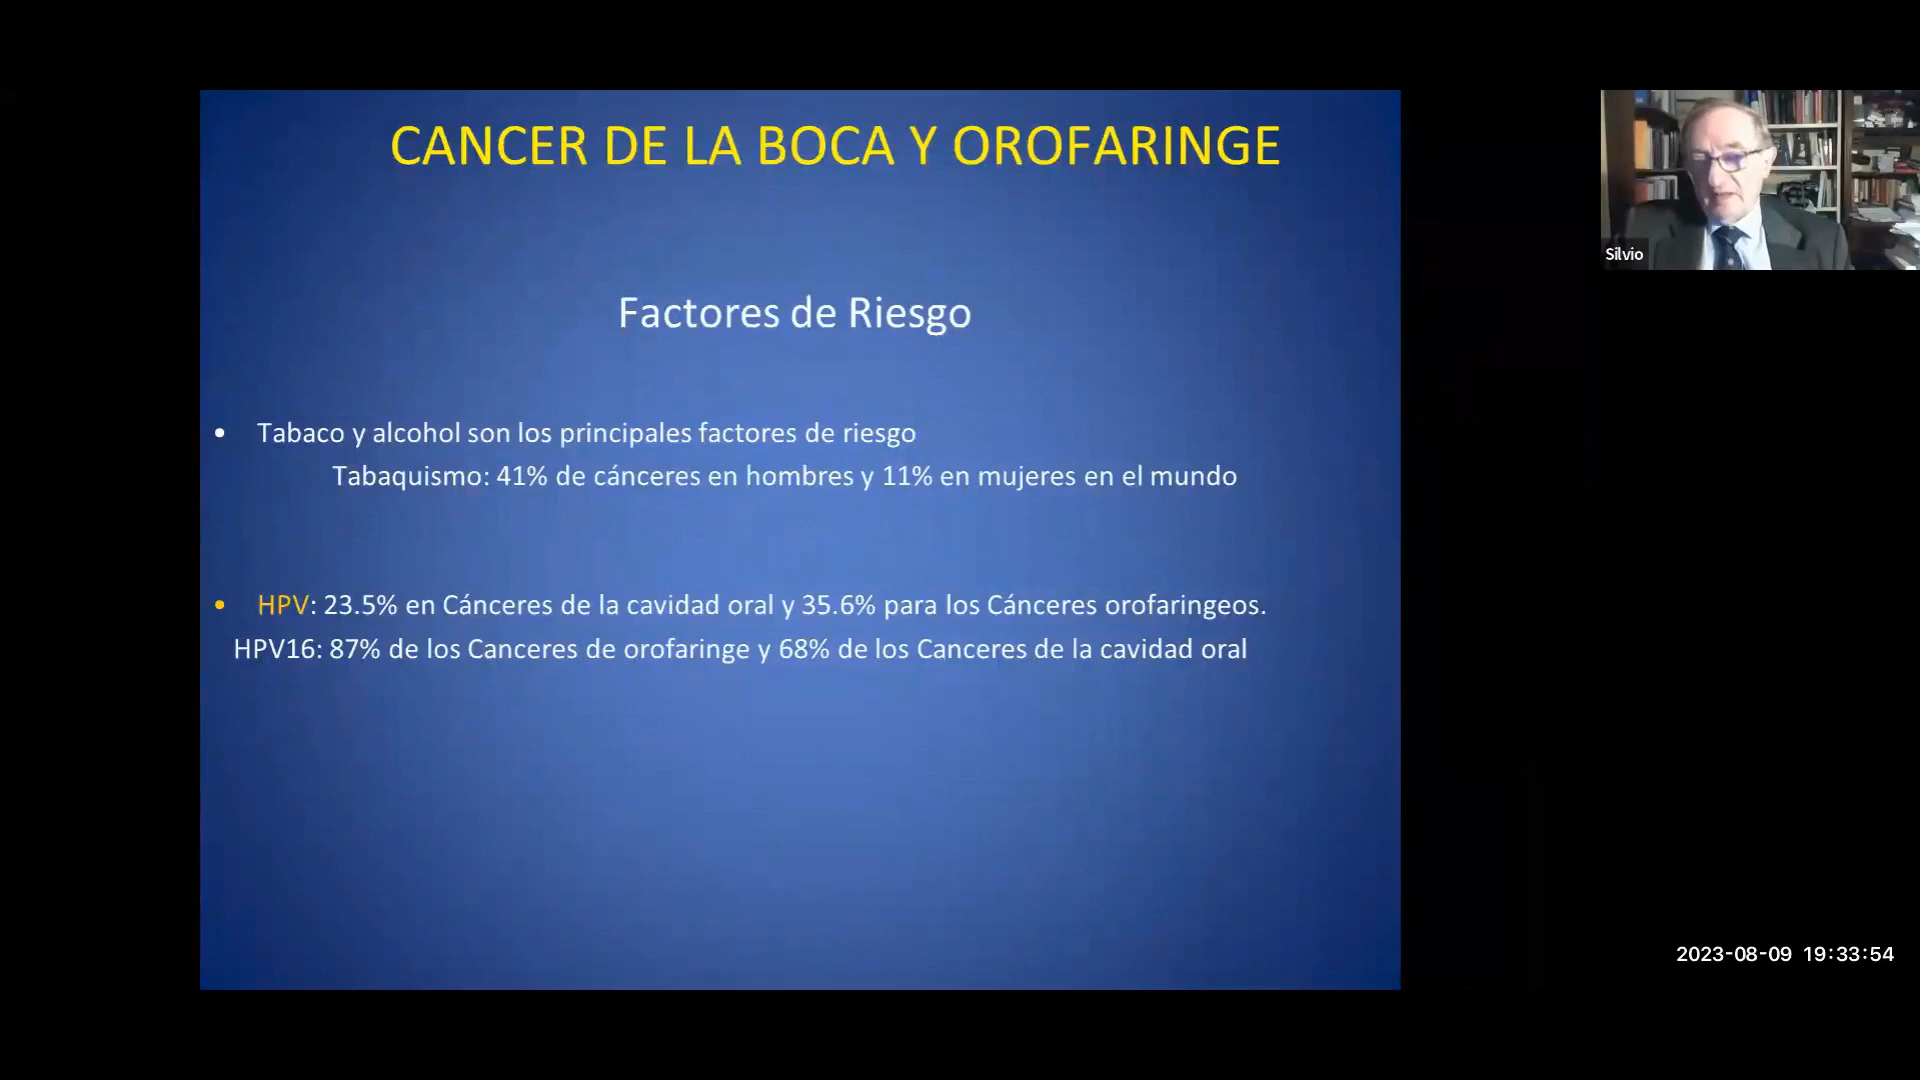 CANCER DE LA BOCA Y OROFARINGE
Factores de Riesgo
• Tabaco y alcohol son los principales factores de riesgo
Tabaquismo: 41% de cánceres en hombres y 11% en mujeres en el mundo
• HPV: 23.5% en Cánceres de la cavidad oral y 35.6% para los Cánceres orofaringeos.
HPV16: 87% de los Canceres de orofaringe y 68% de los Canceres de la cavidad oral
Silvio
2023-08-09 19:33:54